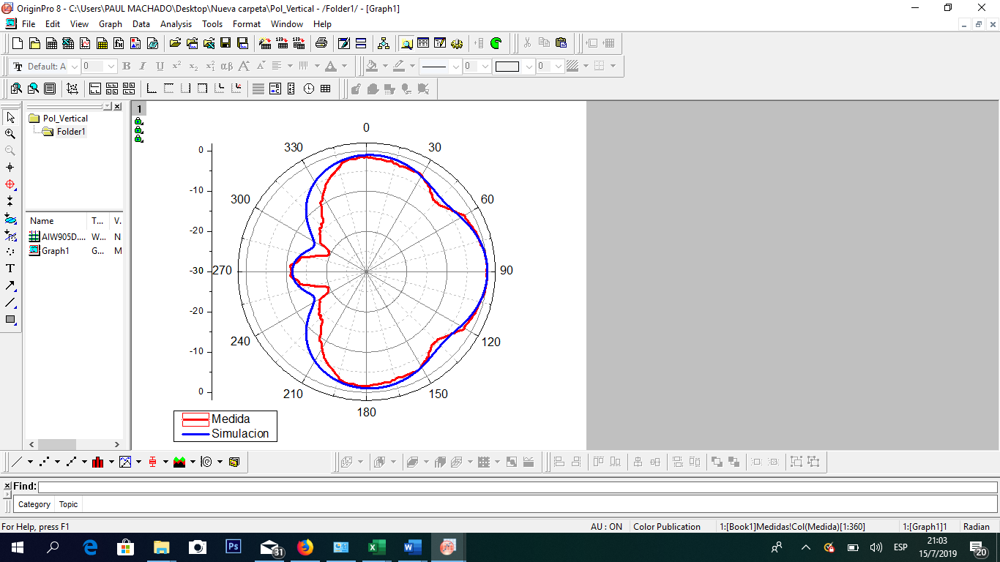 OriginPro 8 - C:\Users\PAUL MACHADO\Desktop\Nueva carpeta\Pol_Vertical - /Folder1/ - [Graph1]
File Edit View Graph Data Analysis Tools Format Window Help
Default: A 0 B I U x² x₂ αβ A A A 0 0
Pol_Vertical
Folder1
Name T... V.
AIW905D.... W... N
Graph1 G... M
1
0
330 30
300 60
270 90
240 120
210 150
180
0
-10
-20
-30
-20
-10
0
Medida
Simulacion
Find:
Category Topic
For Help, press F1 AU : ON Color Publication 1:[Book1]Medidas!Col(Medida)[1:360] 1:[Graph1]1 Radian
31 ESP 21:03
15/7/2019 20